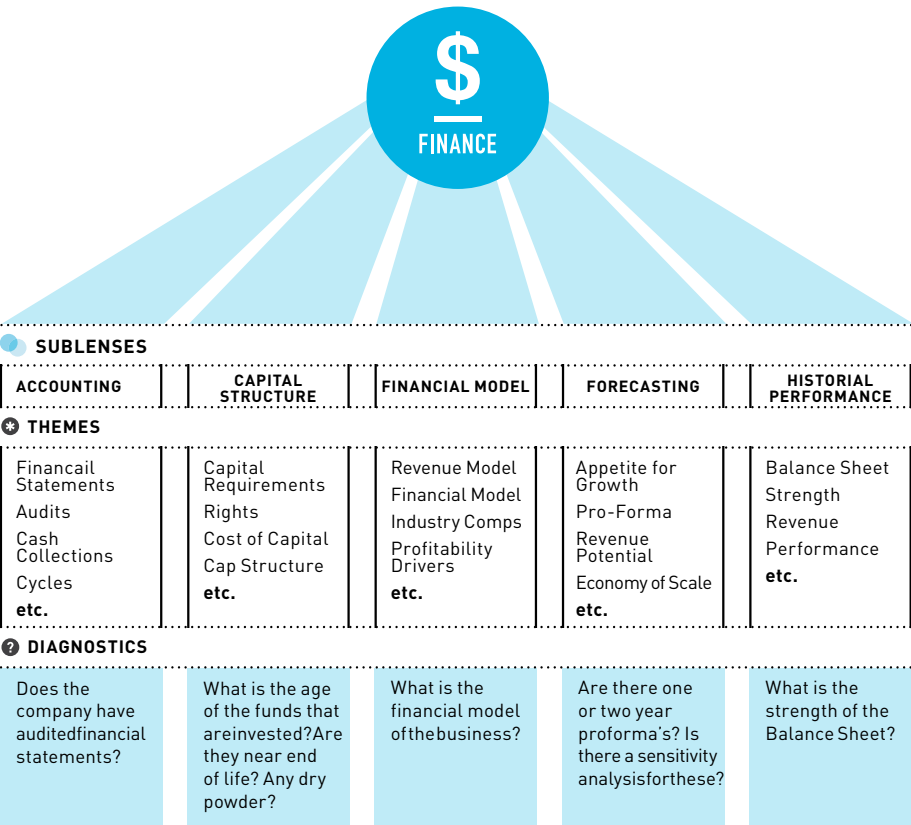 $
FINANCE
SUBLENSES
ACCOUNTING
CAPITAL
STRUCTURE
FINANCIAL MODEL
FORECASTING
HISTORIAL
PERFORMANCE
THEMES
Financail
Statements
Audits
Cash
Collections
Cycles
etc.
Capital
Requirements
Rights
Cost of Capital
Cap Structure
etc.
Revenue Model
Financial Model
Industry Comps
Profitability
Drivers
etc.
Appetite for
Growth
Pro-Forma
Revenue
Potential
Economy of Scale
etc.
Balance Sheet
Strength
Revenue
Performance
etc.
? DIAGNOSTICS
Does the
company have
auditedfinancial
statements?
What is the age
of the funds that
areinvested?Are
they near end
of life? Any dry
powder?
What is the
financial model
ofthebusiness?
Are there one
or two year
proforma's? Is
there a sensitivity
analysisforthese?
What is the
strength of the
Balance Sheet?